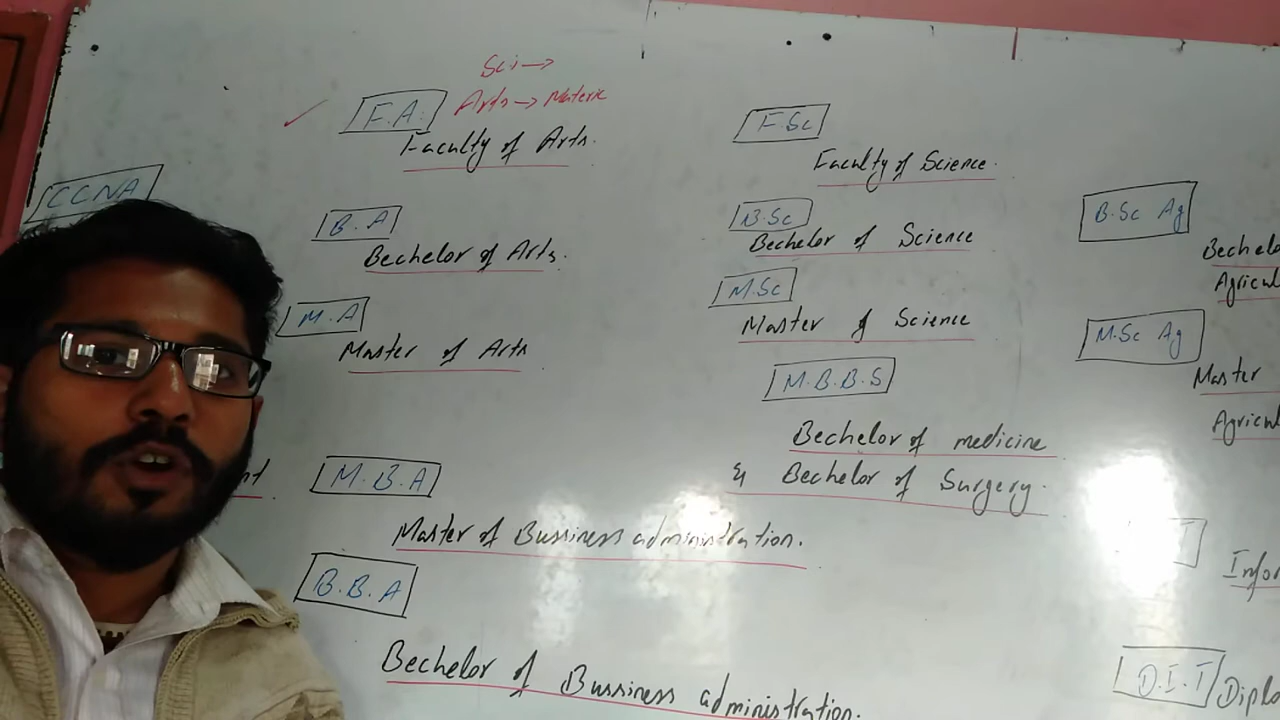 Sci→
Arts→ Materic
F.A.
Faculty of Arts.
CCNA
B.A
Bechelor of Arts.
M.A
Master of Arts
M.B.A
Master of Bussiness administration.
B.B.A
Bechelor of Bussiness administration.
F.Sc
Faculty of Science.
B.Sc
Bechelor of Science
M.Sc
Master of Science
M.B.B.S
Bechelor of medicine
& Bechelor of Surgery.
B.Sc Ag
Bechelo
Agricul
M.Sc Ag
Master
Agricul
Infor
D.I.T
Diplo